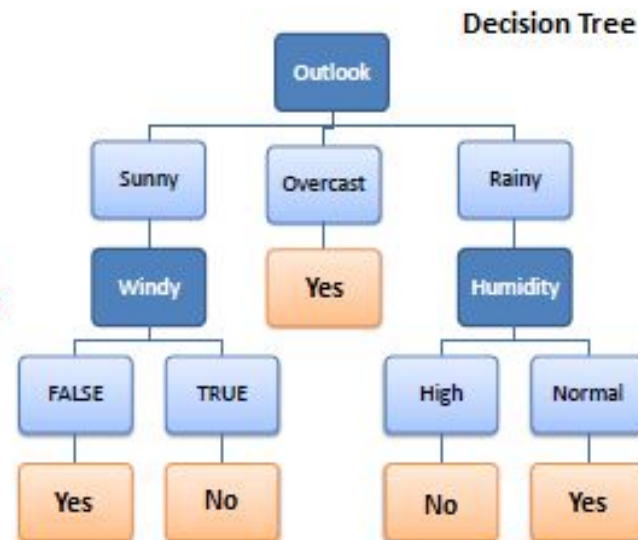 Decision Tree
Outlook
Sunny
Overcast
Rainy
Windy
Yes
Humidity
FALSE
TRUE
High
Normal
Yes
No
No
Yes